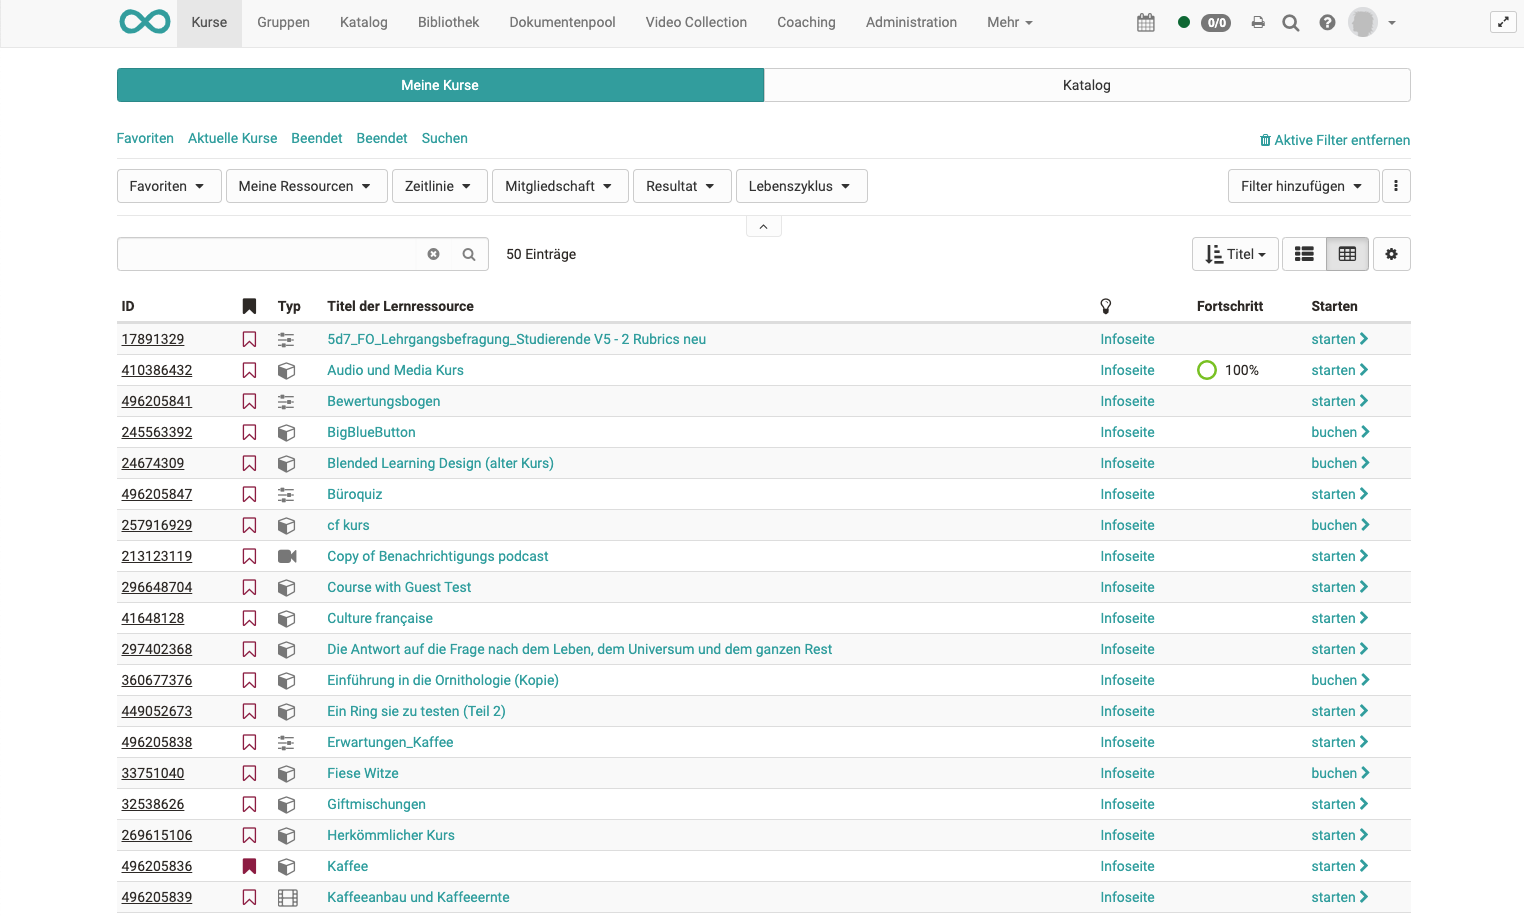 Kurse Gruppen Katalog Bibliothek Dokumentenpool Video Collection Coaching Administration Mehr 0/0
Meine Kurse Katalog
Favoriten Aktuelle Kurse Beendet Beendet Suchen Aktive Filter entfernen
Favoriten Meine Ressourcen Zeitlinie Mitgliedschaft Resultat Lebenszyklus Filter hinzufügen
50 Einträge Titel
ID Typ Titel der Lernressource Fortschritt Starten
17891329 5d7_FO_Lehrgangsbefragung_Studierende V5 - 2 Rubrics neu Infoseite starten
410386432 Audio und Media Kurs Infoseite 100% starten
496205841 Bewertungsbogen Infoseite starten
245563392 BigBlueButton Infoseite buchen
24674309 Blended Learning Design (alter Kurs) Infoseite buchen
496205847 Büroquiz Infoseite starten
257916929 cf kurs Infoseite buchen
213123119 Copy of Benachrichtigungs podcast Infoseite starten
296648704 Course with Guest Test Infoseite starten
41648128 Culture française Infoseite starten
297402368 Die Antwort auf die Frage nach dem Leben, dem Universum und dem ganzen Rest Infoseite starten
360677376 Einführung in die Ornithologie (Kopie) Infoseite buchen
449052673 Ein Ring sie zu testen (Teil 2) Infoseite starten
496205838 Erwartungen_Kaffee Infoseite starten
33751040 Fiese Witze Infoseite buchen
32538626 Giftmischungen Infoseite starten
269615106 Herkömmlicher Kurs Infoseite starten
496205836 Kaffee Infoseite starten
496205839 Kaffeeanbau und Kaffeeernte Infoseite starten